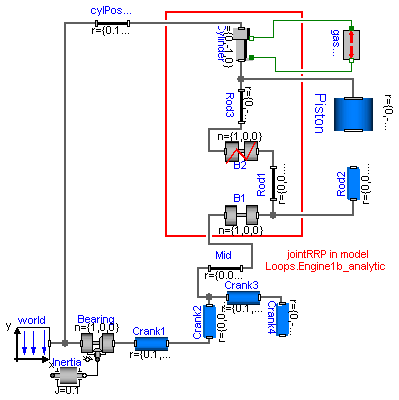 cylPos...
r={0.1...
Cylinder
n={0,-1,0}
gas...
r={0,-...
Rod3
Piston
r={0,-...
n={1,0,0}
B2
Rod1
r={0,0...
Rod2
r={0,0...
B1
n={1,0,0}
jointRRP in model
Loops.Engine1b_analytic
Mid
r={0.0...
Crank3
r={0.1,...
Crank2
r={0,0...
Crank4
r={0,-...
y
world
x
Bearing
n={1,0,0}
Crank1
r={0.1,...
Inertia
J=0.1